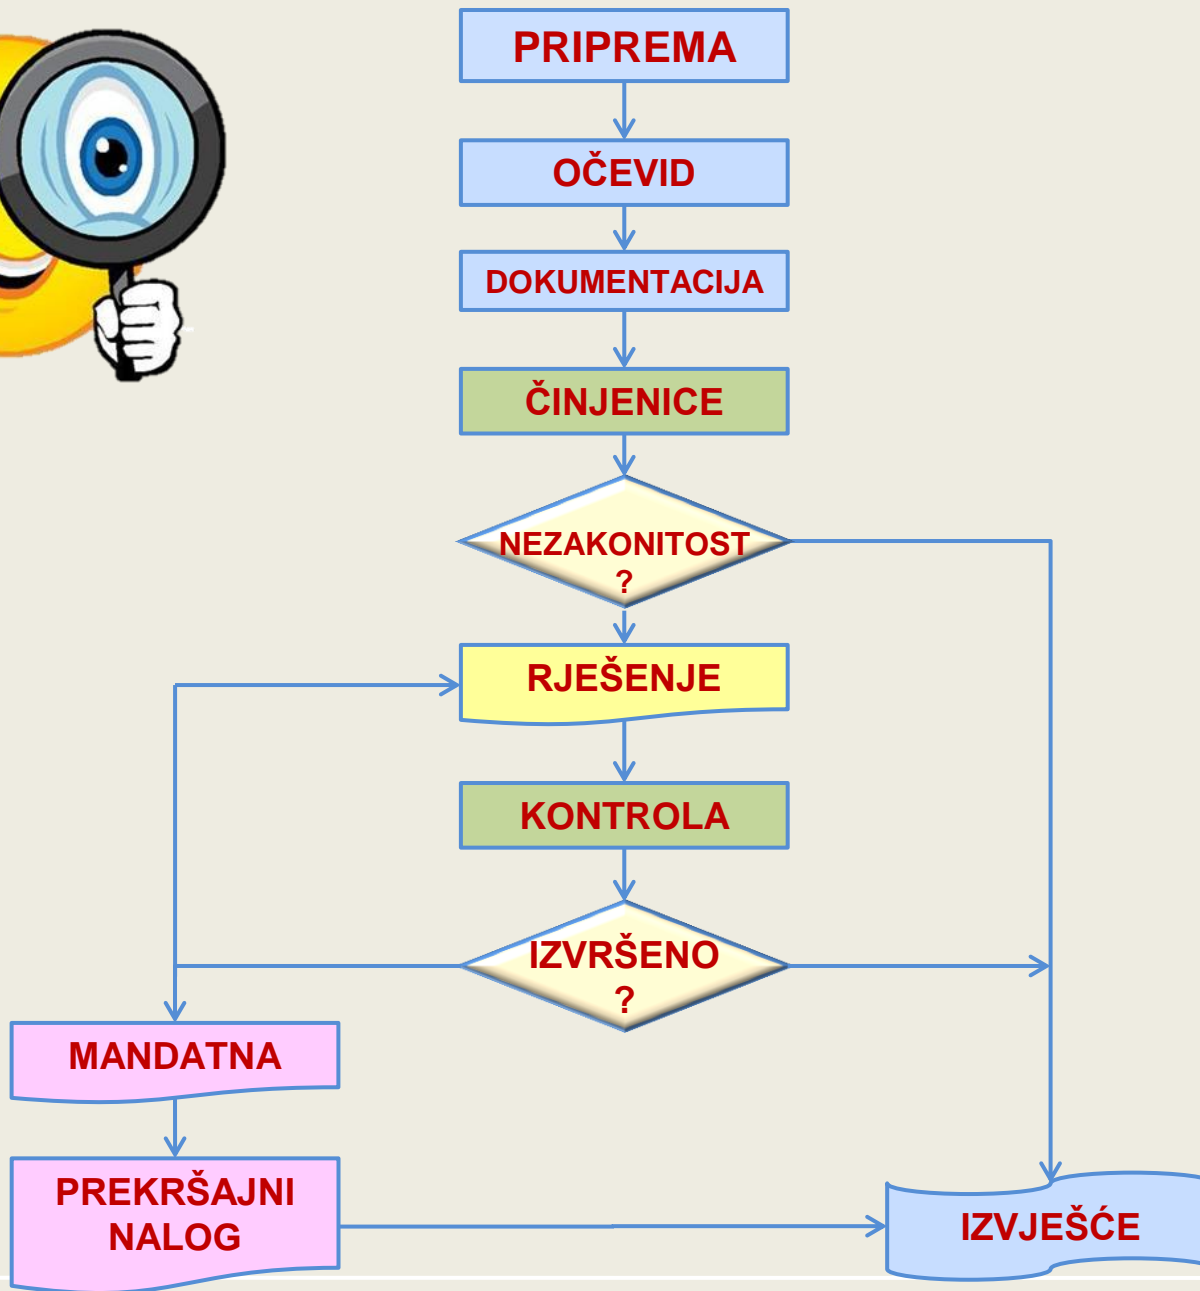 PRIPREMA
OČEVID
DOKUMENTACIJA
ČINJENICE
NEZAKONITOST
?
RJEŠENJE
KONTROLA
IZVRŠENO
?
MANDATNA
PREKRŠAJNI
NALOG
IZVJEŠĆE